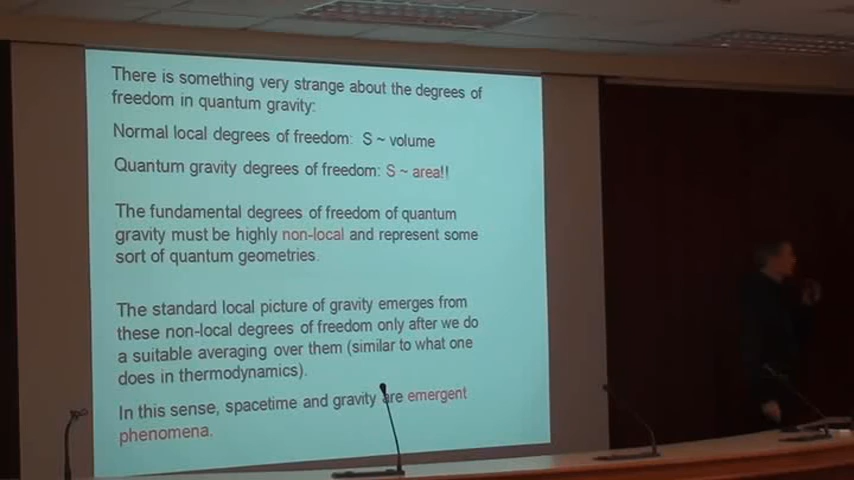 There is something very strange about the degrees of
freedom in quantum gravity:
Normal local degrees of freedom: S ~ volume
Quantum gravity degrees of freedom: S ~ area!!
The fundamental degrees of freedom of quantum
gravity must be highly non-local and represent some
sort of quantum geometries.
The standard local picture of gravity emerges from
these non-local degrees of freedom only after we do
a suitable averaging over them (similar to what one
does in thermodynamics).
In this sense, spacetime and gravity are emergent
phenomena.